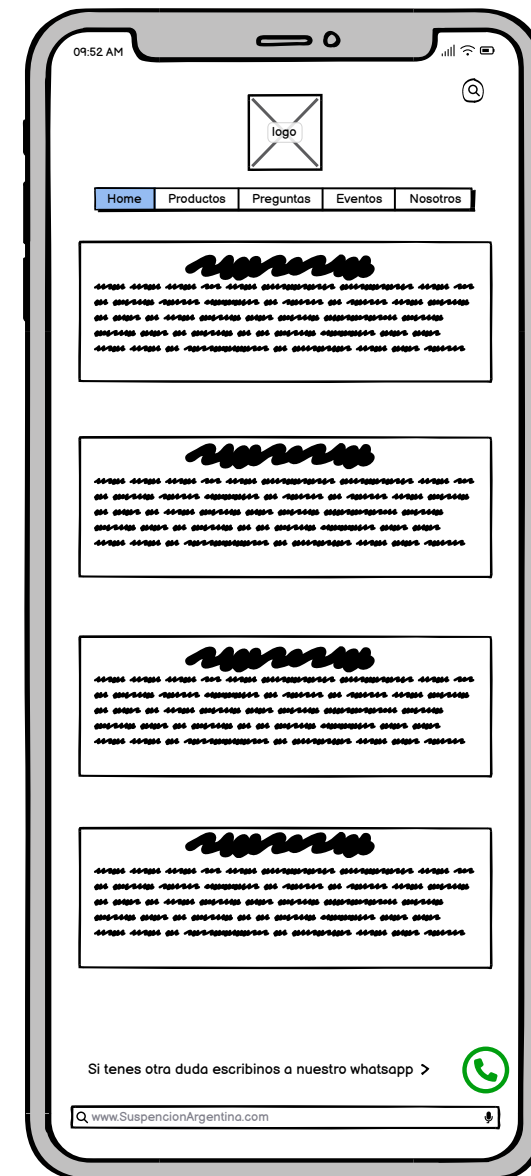 09:52 AM
logo
Home Productos Preguntas Eventos Nosotros
Si tenes otra duda escribinos a nuestro whatsapp >
www.SuspencionArgentina.com